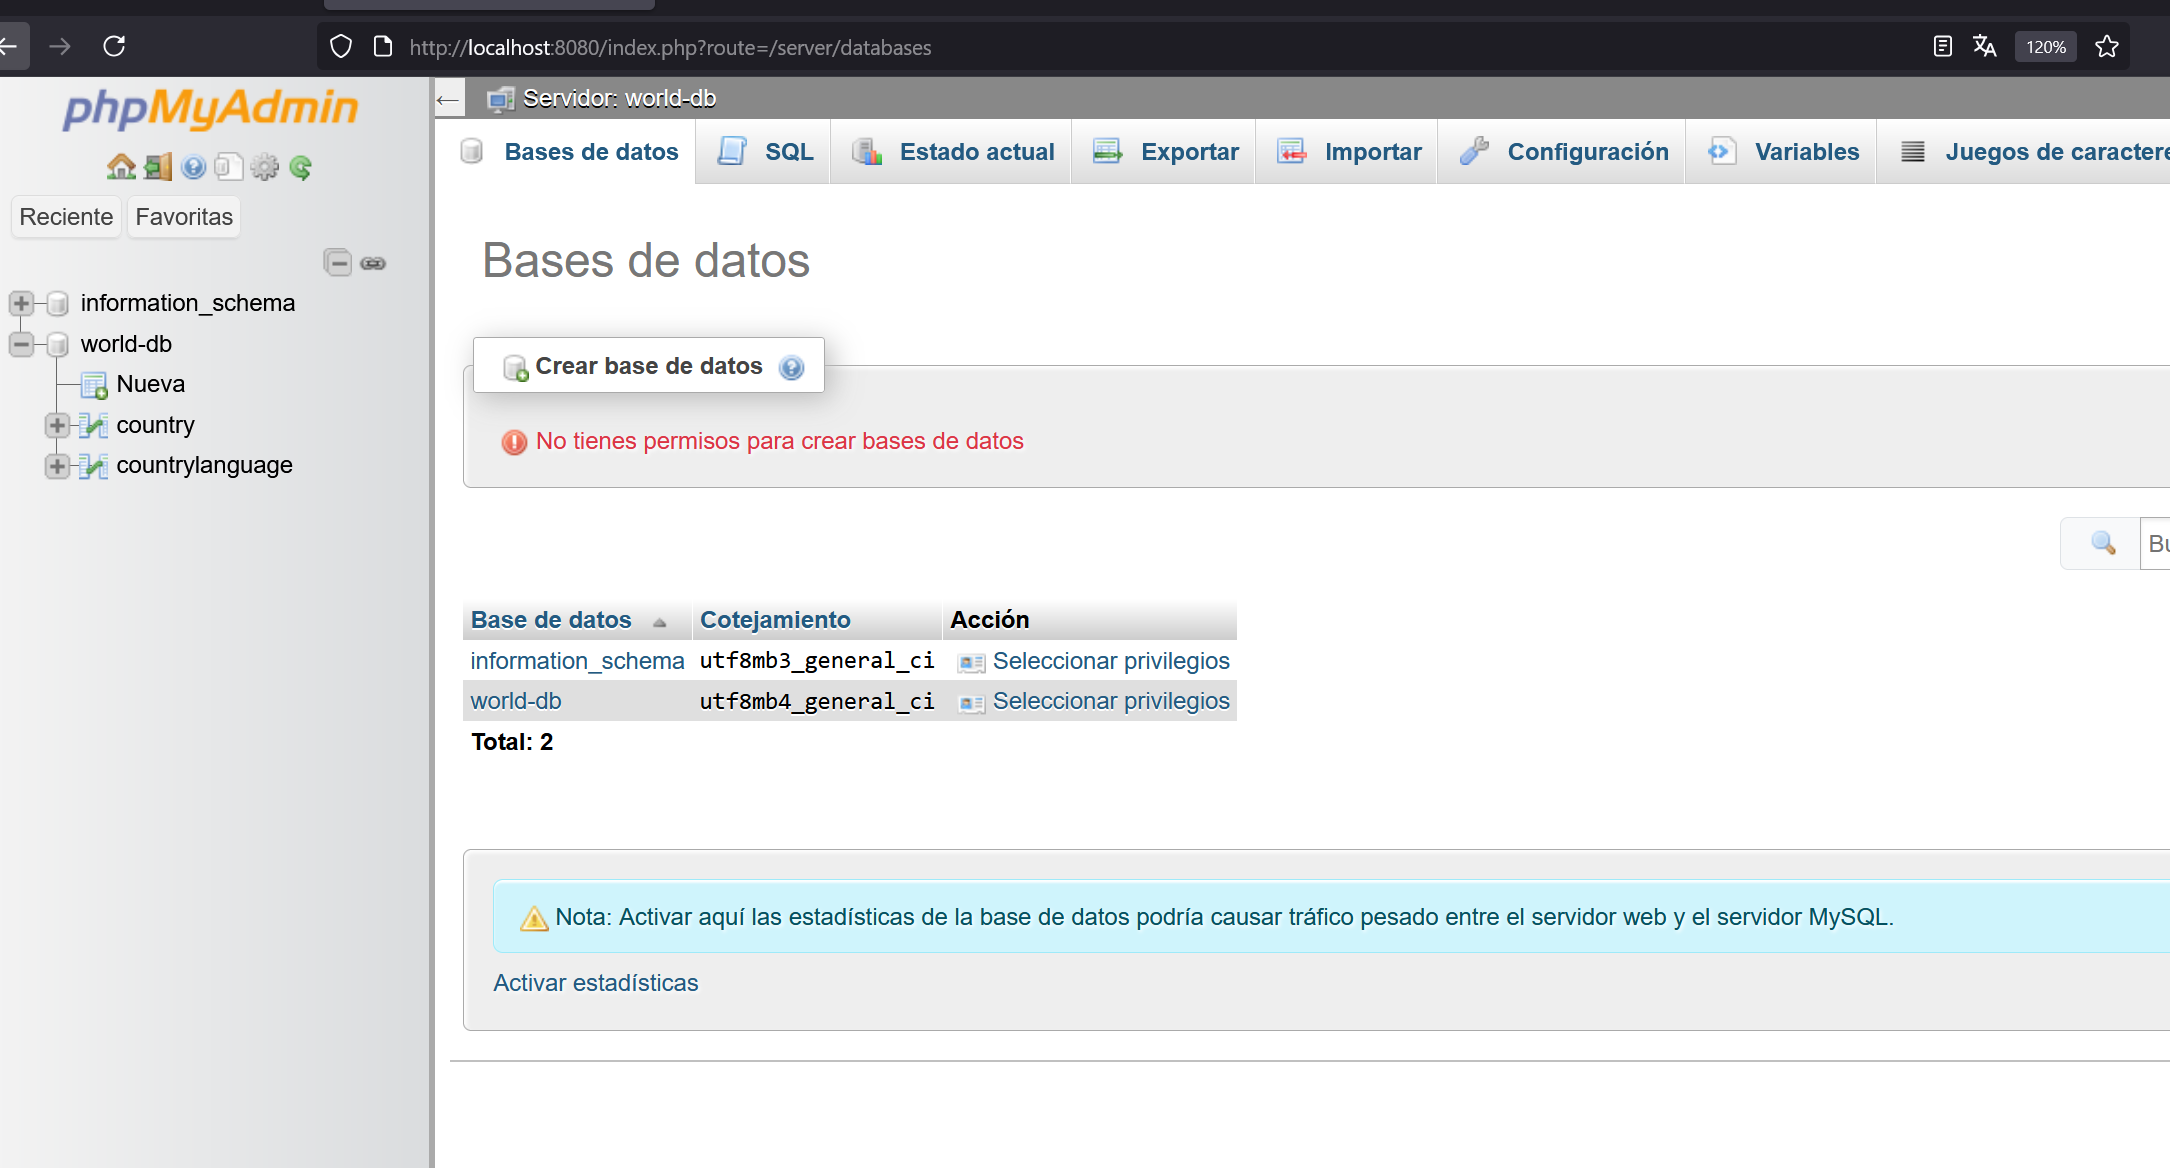 http://localhost:8080/index.php?route=/server/databases
120%
phpMyAdmin
Reciente
Favoritas
information_schema
world-db
Nueva
country
countrylanguage
Servidor: world-db
Bases de datos
SQL
Estado actual
Exportar
Importar
Configuración
Variables
Juegos de caractere
Bases de datos
Crear base de datos
No tienes permisos para crear bases de datos
Bu
Base de datos Cotejamiento Acción
information_schema utf8mb3_general_ci Seleccionar privilegios
world-db utf8mb4_general_ci Seleccionar privilegios
Total: 2
Nota: Activar aquí las estadísticas de la base de datos podría causar tráfico pesado entre el servidor web y el servidor MySQL.
Activar estadísticas